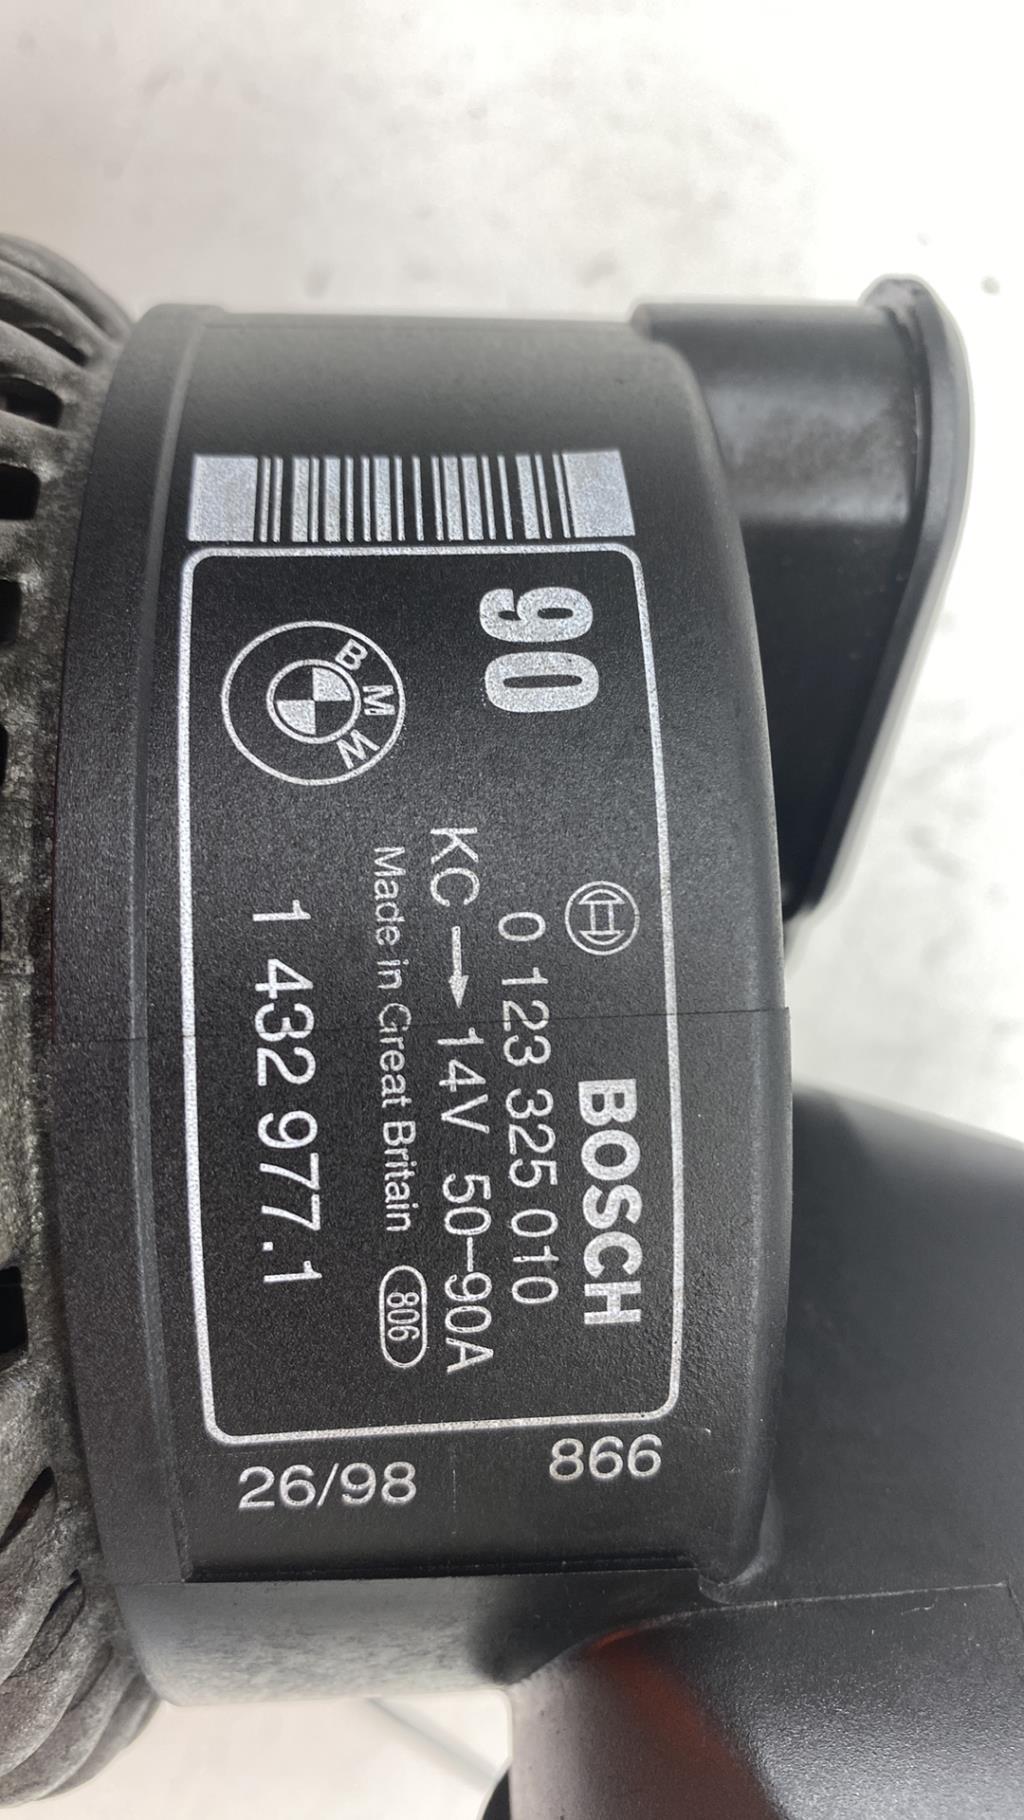 90
BOSCH
0 123 325 010
KC → 14V 50–90A
Made in Great Britain 806
BMW
1 432 977.1
866
26/98